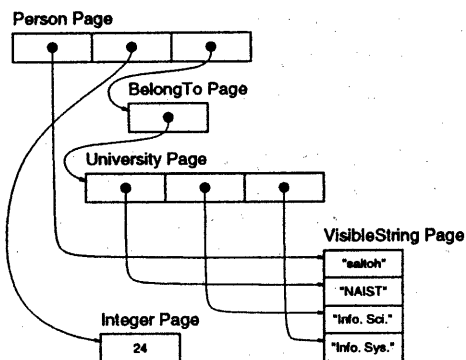 Person Page
BelongTo Page
University Page
VisibleString Page
"saitoh"
"NAIST"
"Info. Sci."
"Info. Sys."
Integer Page
24